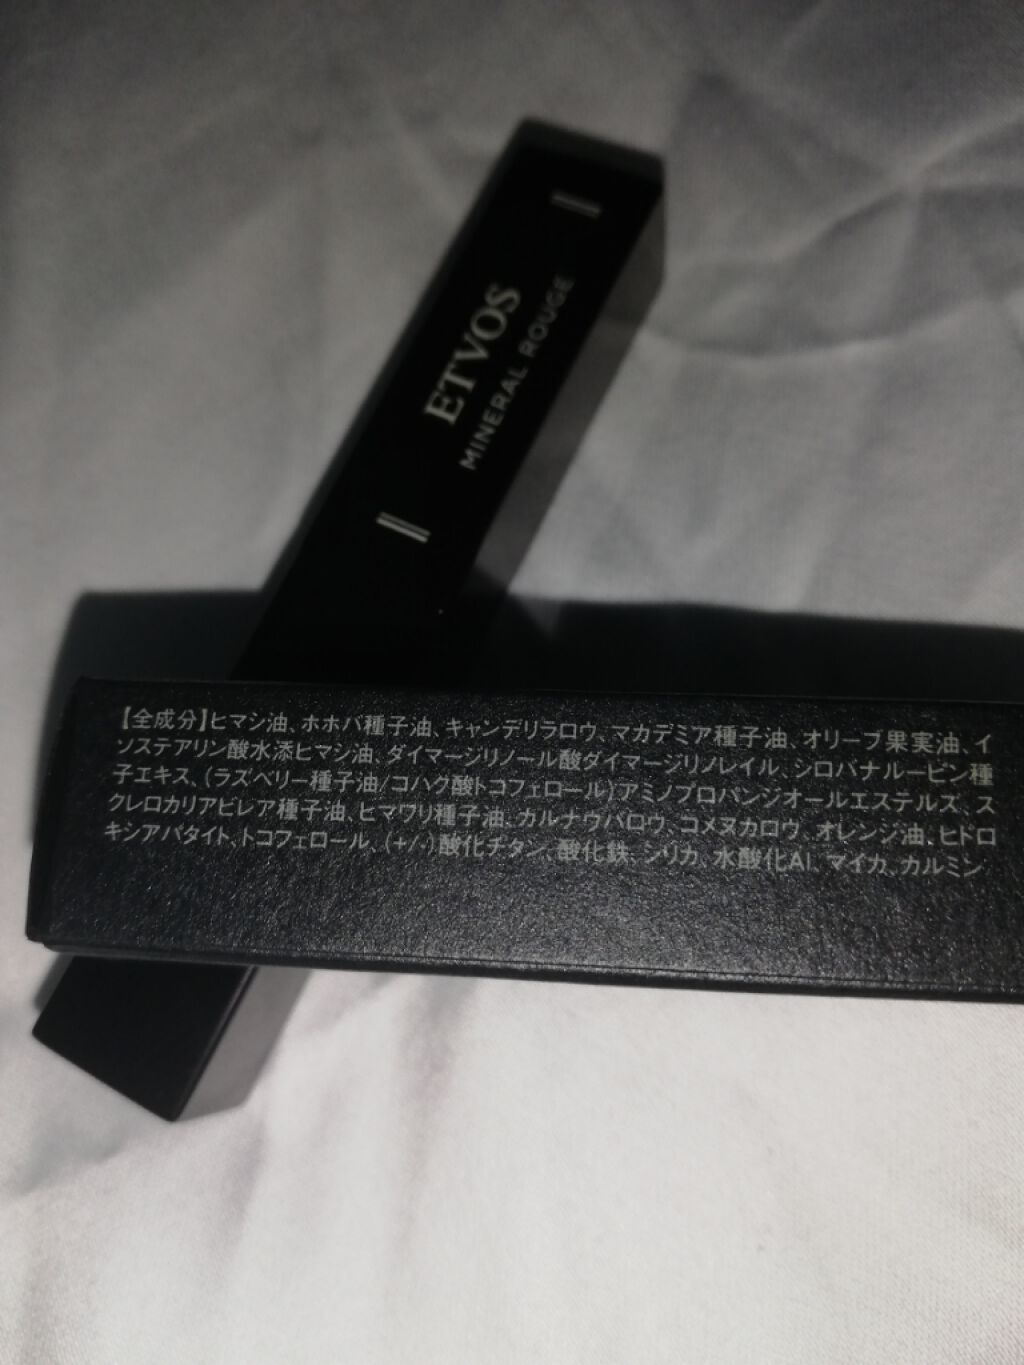 ETVOS
MINERAL ROUGE
【全成分】ヒマシ油、ホホバ種子油、キャンデリラロウ、マカデミア種子油、オリーブ果実油、イ
ソステアリン酸水添ヒマシ油、ダイマージリノール酸ダイマージリノレイル、シロバナルーピン種
子エキス、(ラズベリー種子油/コハク酸トコフェロール)アミノプロパンジオールエステルズ、ス
クレロカリアビレア種子油、ヒマワリ種子油、カルナウバロウ、コメヌカロウ、オレンジ油、ヒドロ
キシアパタイト、トコフェロール、(+/-)酸化チタン、酸化鉄、シリカ、水酸化Al、マイカ、カルミン